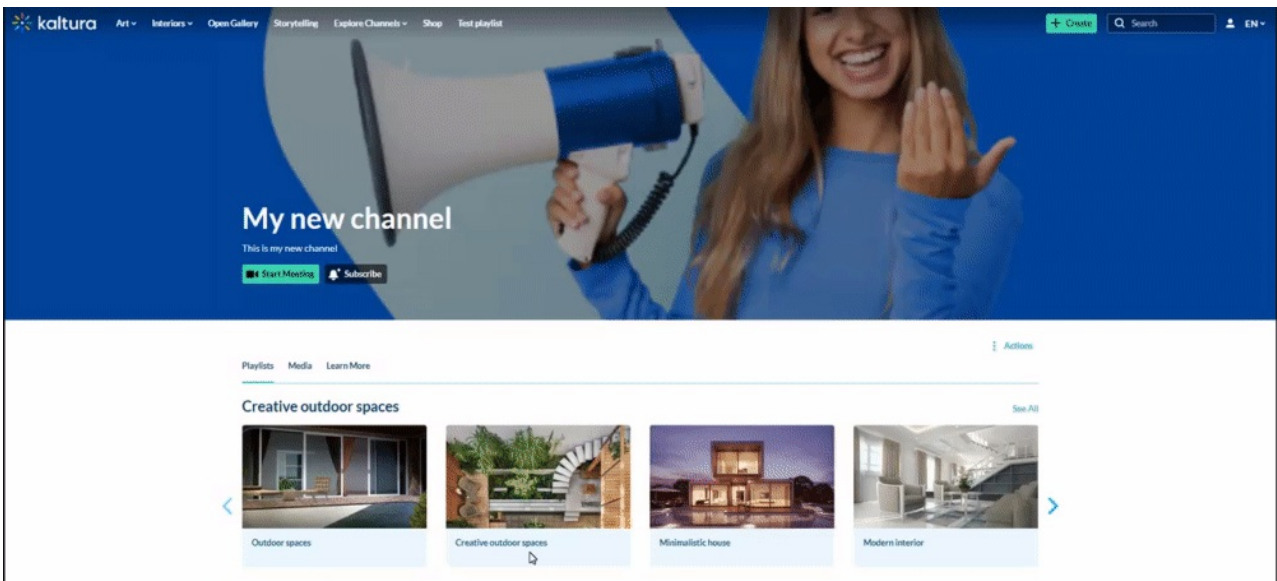 kaltura Art Interiors Open Gallery Storytelling Explore Channels Shop Test playlist + Create Search EN
My new channel
This is my new channel
Start Meeting Subscribe
Actions
Playlists Media Learn More
Creative outdoor spaces See All
Outdoor spaces Creative outdoor spaces Minimalistic house Modern interior